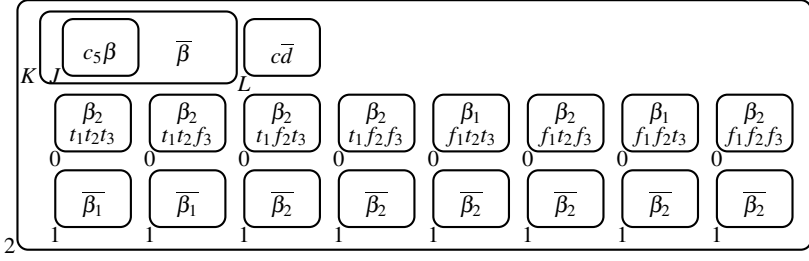 c₅β β̅ cd̅
K J L
β₂ β₂ β₂ β₂ β₁ β₂ β₁ β₂
t₁t₂t₃ t₁t₂f₃ t₁f₂t₃ t₁f₂f₃ f₁t₂t₃ f₁t₂f₃ f₁f₂t₃ f₁f₂f₃
0 0 0 0 0 0 0 0
β̅₁̅ β̅₁̅ β̅₂̅ β̅₂̅ β̅₂̅ β̅₂̅ β̅₂̅ β̅₂̅
1 1 1 1 1 1 1 1
2